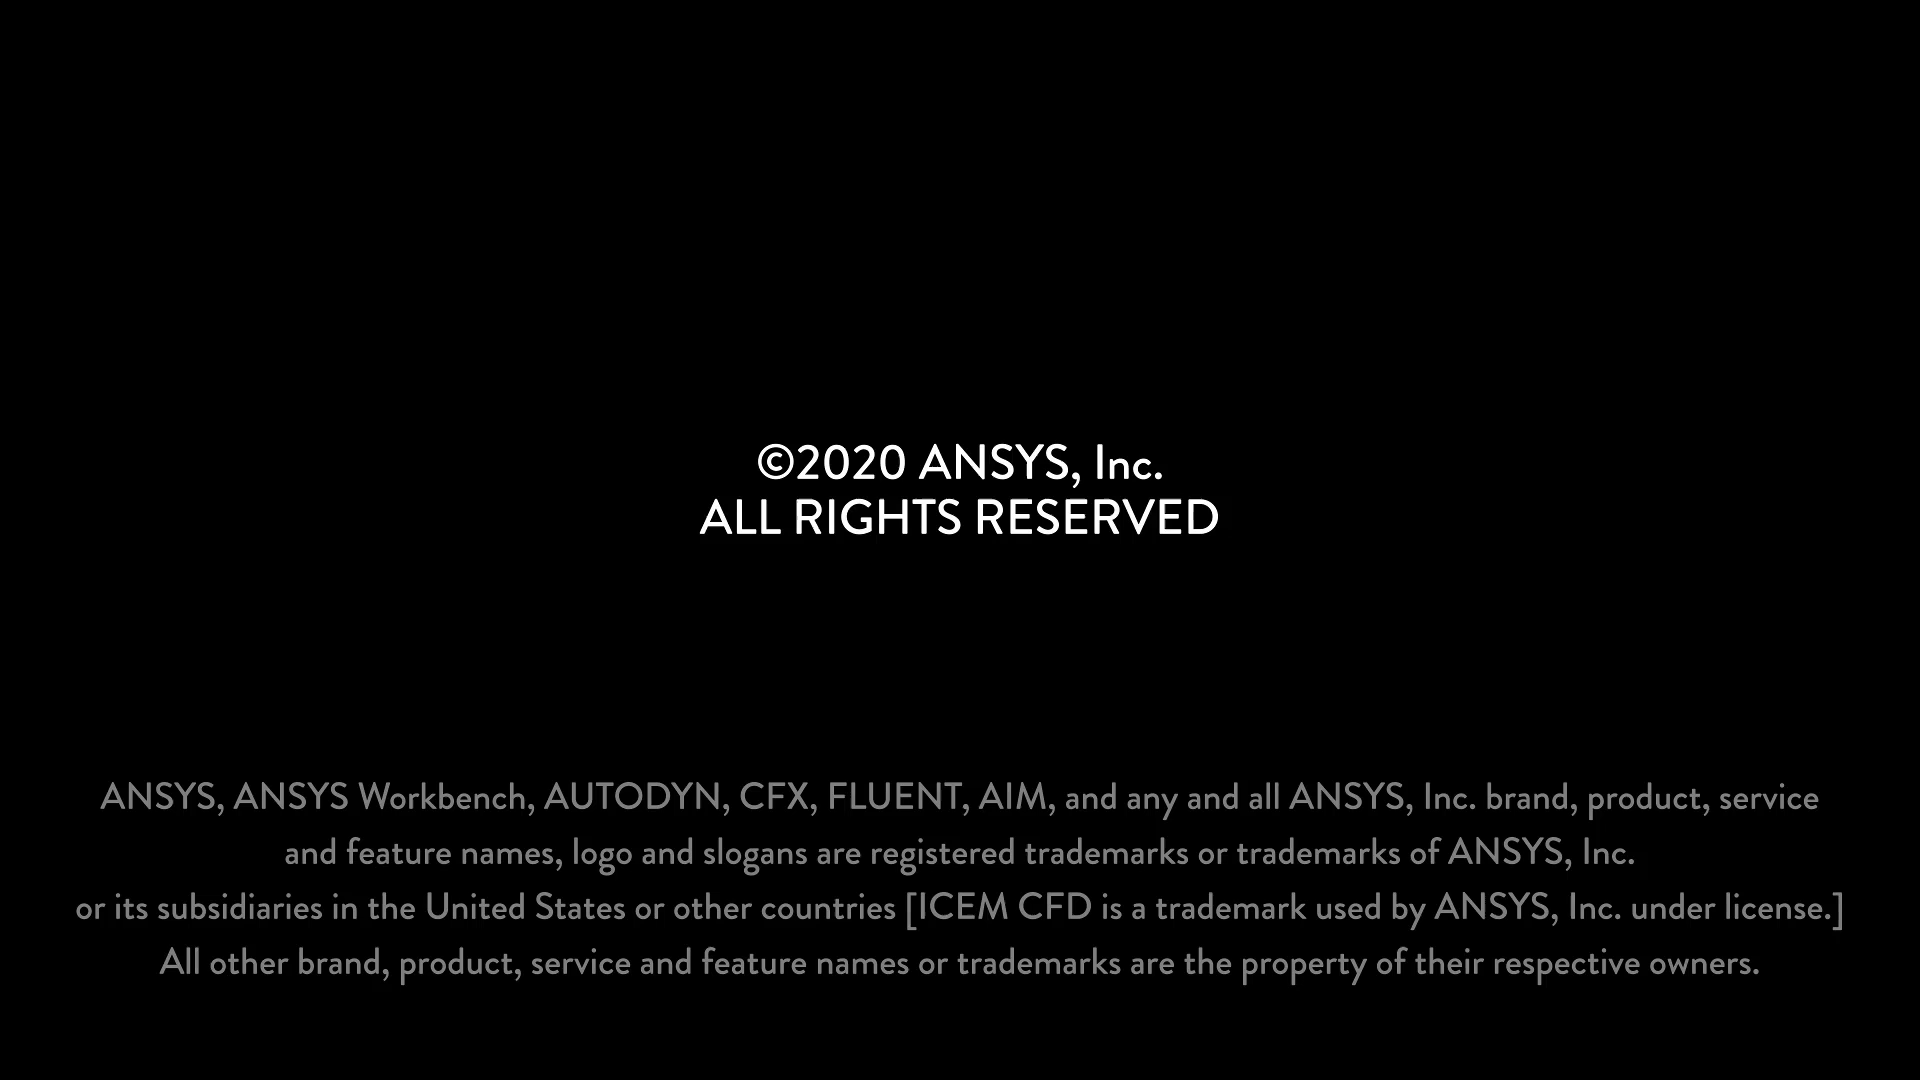 ©2020 ANSYS, Inc.
ALL RIGHTS RESERVED
ANSYS, ANSYS Workbench, AUTODYN, CFX, FLUENT, AIM, and any and all ANSYS, Inc. brand, product, service
and feature names, logo and slogans are registered trademarks or trademarks of ANSYS, Inc.
or its subsidiaries in the United States or other countries [ICEM CFD is a trademark used by ANSYS, Inc. under license.]
All other brand, product, service and feature names or trademarks are the property of their respective owners.